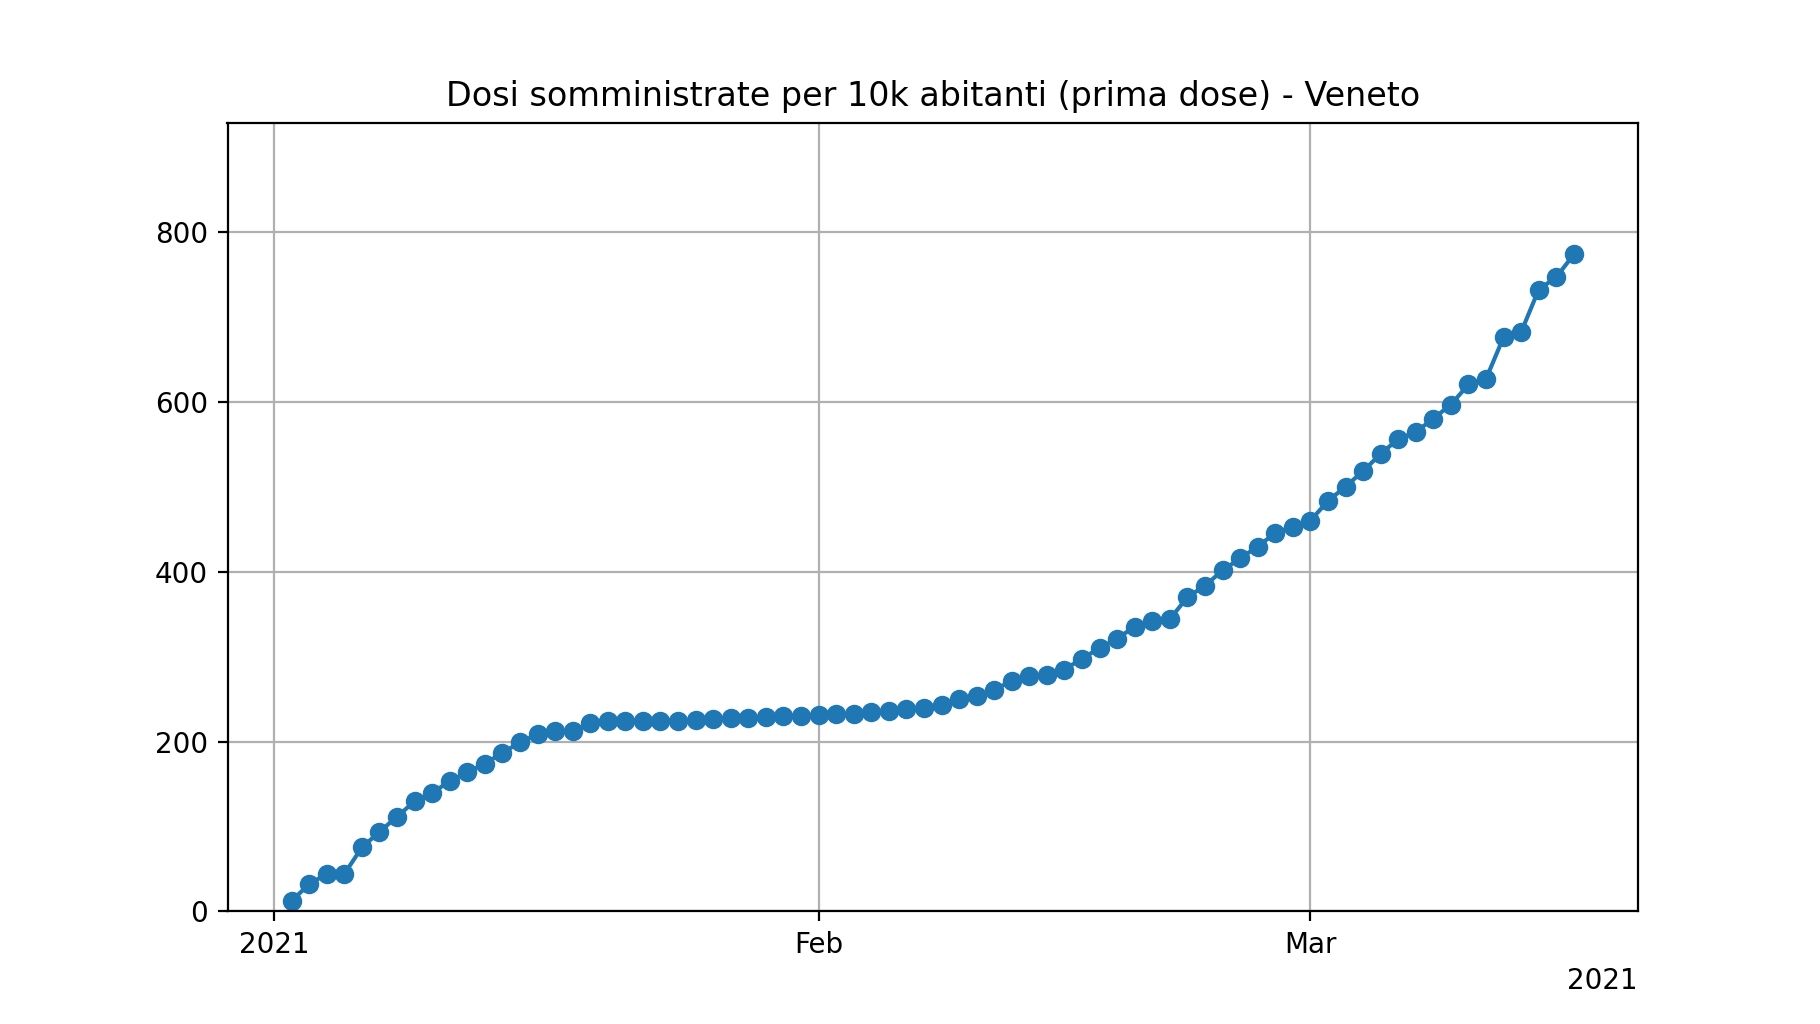 Dosi somministrate per 10k abitanti (prima dose) - Veneto
800
600
400
200
0
2021
Feb
Mar
2021